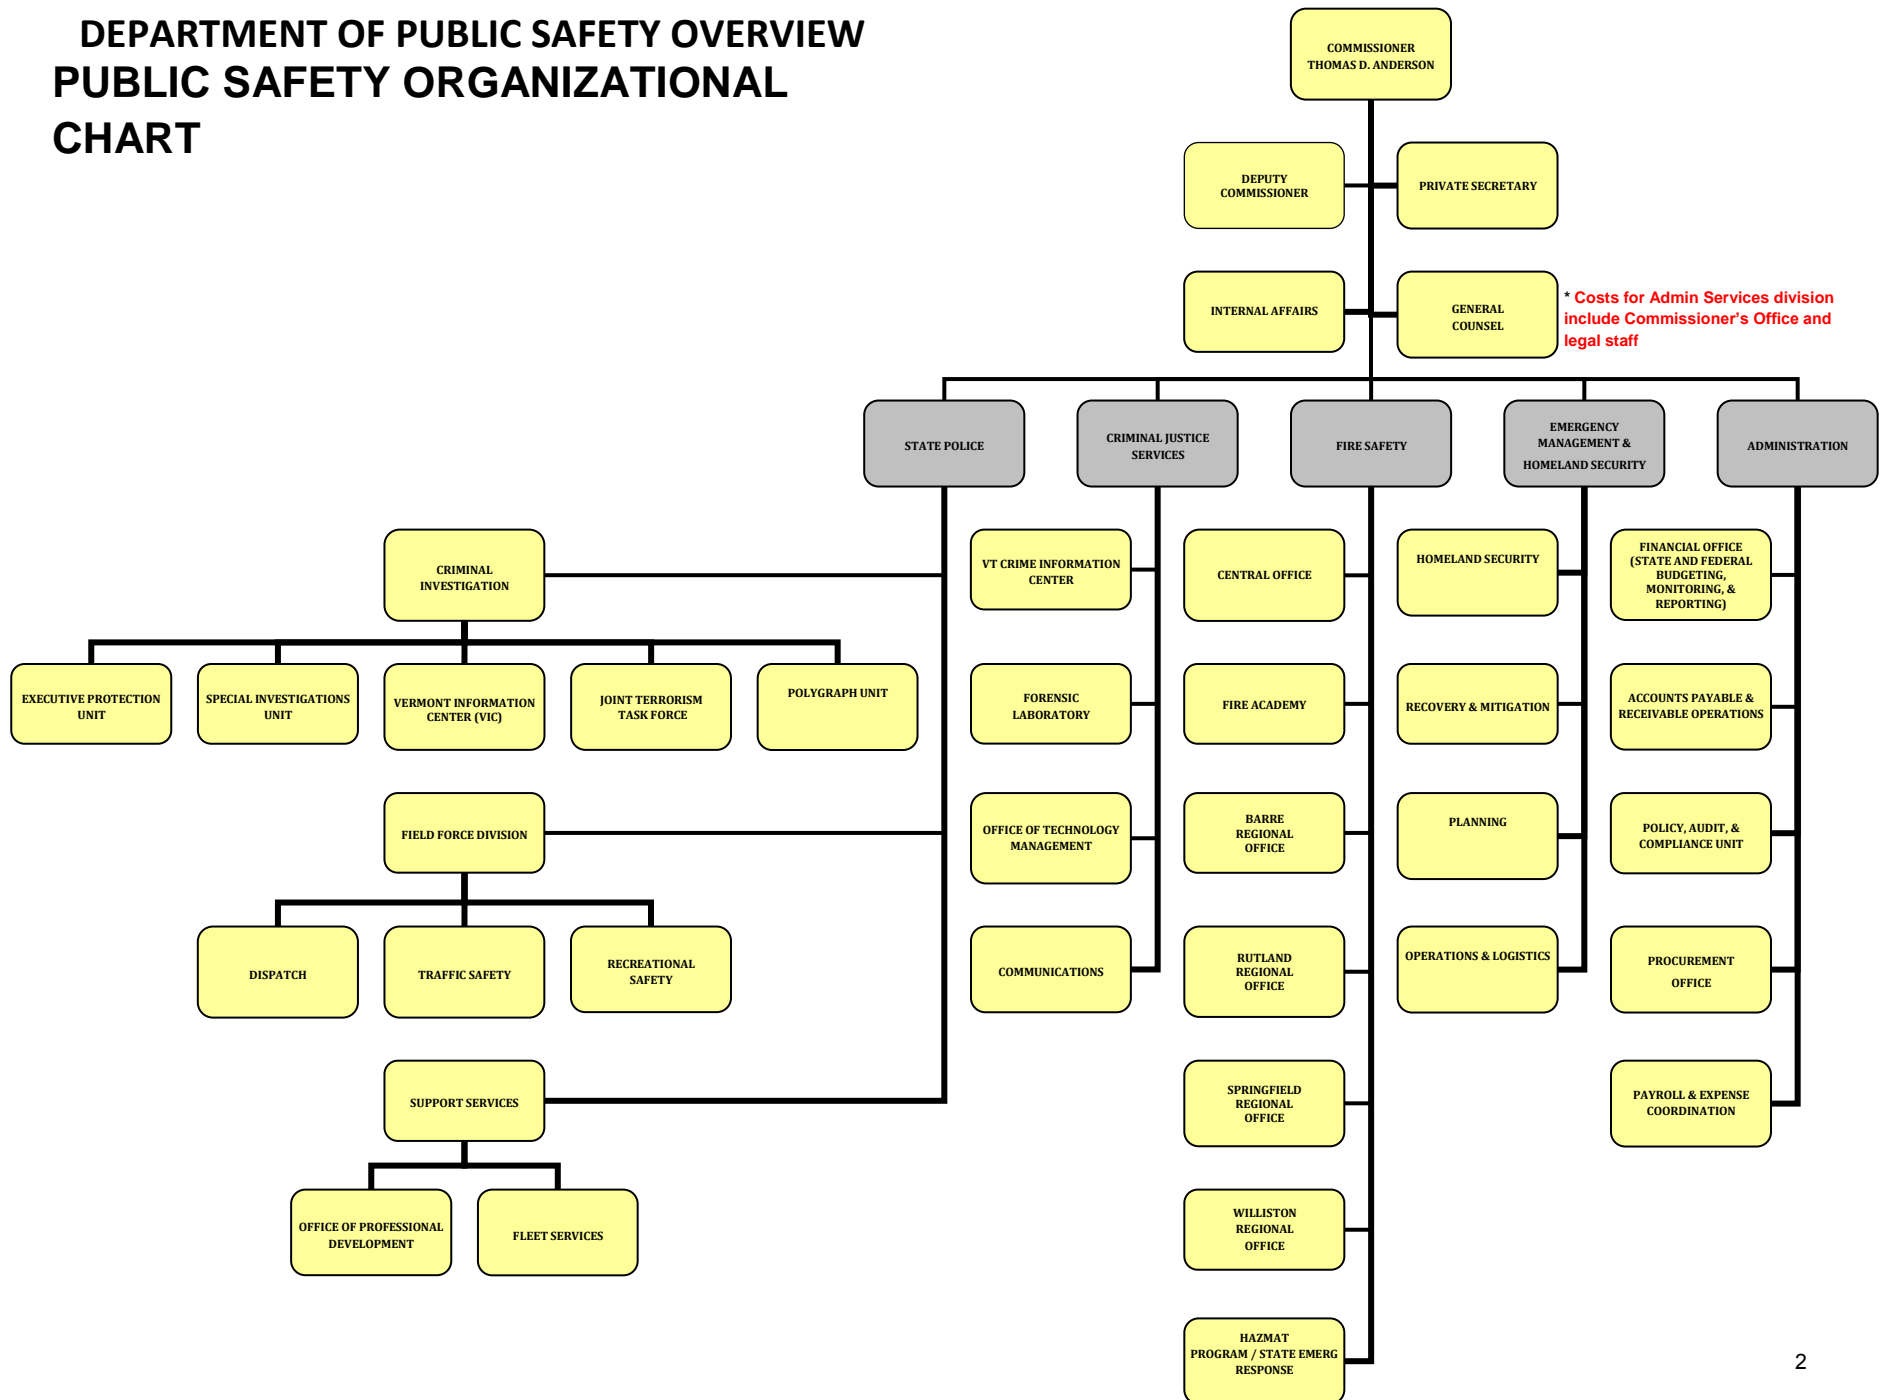 DEPARTMENT OF PUBLIC SAFETY OVERVIEW
PUBLIC SAFETY ORGANIZATIONAL
CHART
COMMISSIONER
THOMAS D. ANDERSON
DEPUTY
COMMISSIONER
PRIVATE SECRETARY
INTERNAL AFFAIRS
GENERAL
COUNSEL
* Costs for Admin Services division
include Commissioner’s Office and
legal staff
STATE POLICE
CRIMINAL JUSTICE
SERVICES
FIRE SAFETY
EMERGENCY
MANAGEMENT &
HOMELAND SECURITY
ADMINISTRATION
CRIMINAL
INVESTIGATION
VT CRIME INFORMATION
CENTER
CENTRAL OFFICE
HOMELAND SECURITY
FINANCIAL OFFICE
(STATE AND FEDERAL
BUDGETING,
MONITORING, &
REPORTING)
EXECUTIVE PROTECTION
UNIT
SPECIAL INVESTIGATIONS
UNIT
VERMONT INFORMATION
CENTER (VIC)
JOINT TERRORISM
TASK FORCE
POLYGRAPH UNIT
FORENSIC
LABORATORY
FIRE ACADEMY
RECOVERY & MITIGATION
ACCOUNTS PAYABLE &
RECEIVABLE OPERATIONS
FIELD FORCE DIVISION
OFFICE OF TECHNOLOGY
MANAGEMENT
BARRE
REGIONAL
OFFICE
PLANNING
POLICY, AUDIT, &
COMPLIANCE UNIT
DISPATCH
TRAFFIC SAFETY
RECREATIONAL
SAFETY
COMMUNICATIONS
RUTLAND
REGIONAL
OFFICE
OPERATIONS & LOGISTICS
PROCUREMENT
OFFICE
SUPPORT SERVICES
SPRINGFIELD
REGIONAL
OFFICE
PAYROLL & EXPENSE
COORDINATION
OFFICE OF PROFESSIONAL
DEVELOPMENT
FLEET SERVICES
WILLISTON
REGIONAL
OFFICE
HAZMAT
PROGRAM / STATE EMERG
RESPONSE
2